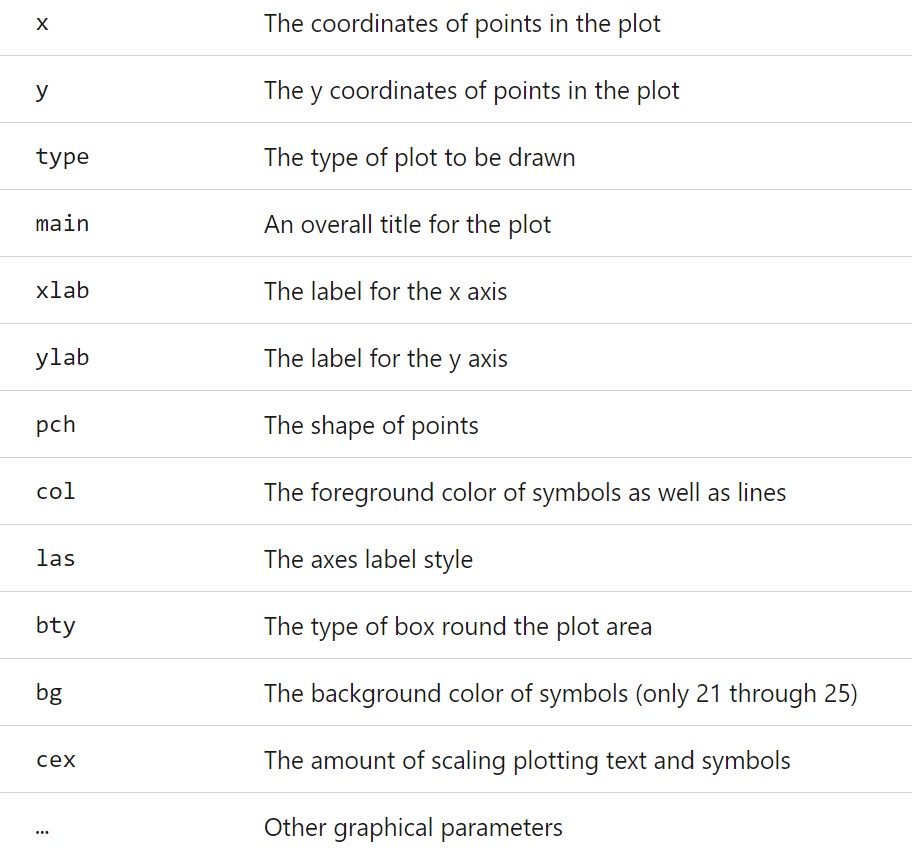 x The coordinates of points in the plot
y The y coordinates of points in the plot
type The type of plot to be drawn
main An overall title for the plot
xlab The label for the x axis
ylab The label for the y axis
pch The shape of points
col The foreground color of symbols as well as lines
las The axes label style
bty The type of box round the plot area
bg The background color of symbols (only 21 through 25)
cex The amount of scaling plotting text and symbols
… Other graphical parameters